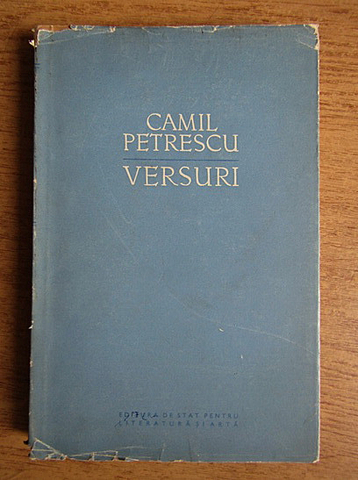 CAMIL
PETRESCU
VERSURI
EDITURA DE STAT PENTRU
LITERATURĂ ȘI ARTĂ